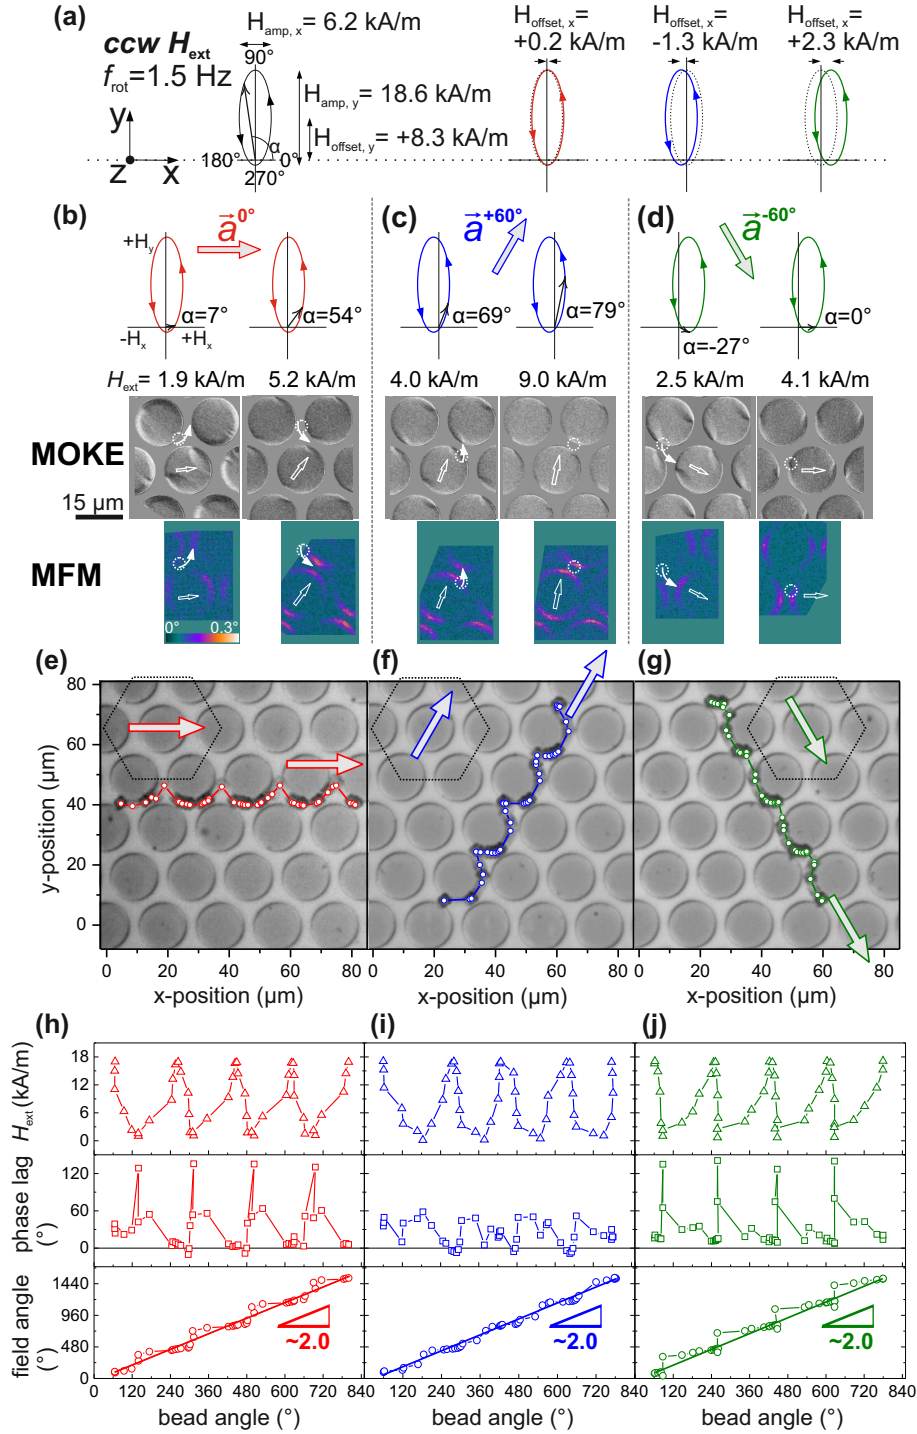 (a)
ccw H_ext
f_rot=1.5 Hz
y
z x
H_amp, x = 6.2 kA/m
90°
H_amp, y = 18.6 kA/m
H_offset, y = +8.3 kA/m
180° α 0°
270°
H_offset, x =
+0.2 kA/m
H_offset, x =
-1.3 kA/m
H_offset, x =
+2.3 kA/m
(b) a 0°
+H_y
α=7° α=54°
-H_x +H_x
(c) a +60°
α=69° α=79°
(d) a -60°
α=-27° α=0°
H_ext= 1.9 kA/m 5.2 kA/m 4.0 kA/m 9.0 kA/m 2.5 kA/m 4.1 kA/m
MOKE
15 µm
MFM
0° 0.3°
(e) (f) (g)
80
60
40
20
0
y-position (µm)
0 20 40 60 80 0 20 40 60 80 0 20 40 60 80
x-position (µm) x-position (µm) x-position (µm)
(h) (i) (j)
18
12
6
0
H_ext (kA/m)
120
60
0
phase lag
(°)
1440
960
480
0
field angle
(°)
~2.0 ~2.0 ~2.0
0 120 240 360 480 600 720 840 120 240 360 480 600 720 840 120 240 360 480 600 720 840
bead angle (°) bead angle (°) bead angle (°)